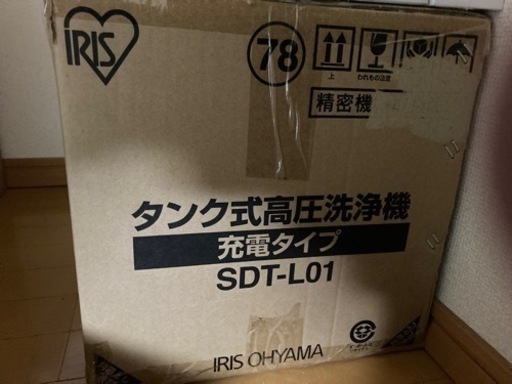 IRIS
78
上
われもの注意
精密機
タンク式高圧洗浄機
充電タイプ
SDT-L01
IRIS OHYAMA